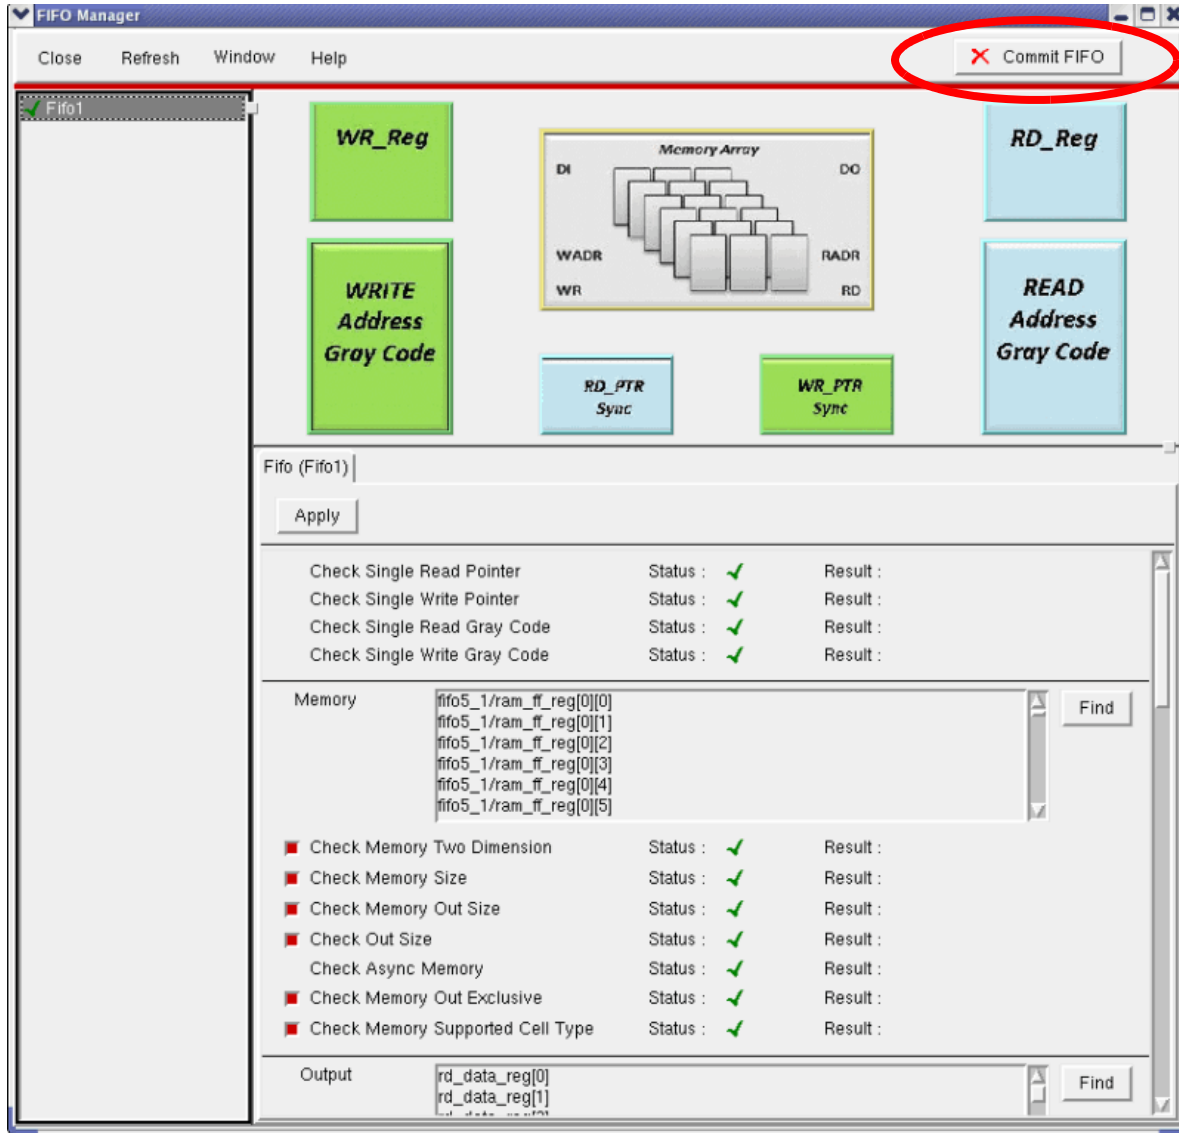 FIFO Manager
Close Refresh Window Help Commit FIFO
Fifo1
WR_Reg
Memory Array
RD_Reg
DI DO
WADR RADR
WR RD
WRITE
Address
Gray Code
READ
Address
Gray Code
RD_PTR
Sync
WR_PTR
Sync
Fifo (Fifo1)
Apply
Check Single Read Pointer Status : Result :
Check Single Write Pointer Status : Result :
Check Single Read Gray Code Status : Result :
Check Single Write Gray Code Status : Result :
Memory
fifo5_1/ram_ff_reg[0][0]
fifo5_1/ram_ff_reg[0][1]
fifo5_1/ram_ff_reg[0][2]
fifo5_1/ram_ff_reg[0][3]
fifo5_1/ram_ff_reg[0][4]
fifo5_1/ram_ff_reg[0][5]
Find
Check Memory Two Dimension Status : Result :
Check Memory Size Status : Result :
Check Memory Out Size Status : Result :
Check Out Size Status : Result :
Check Async Memory Status : Result :
Check Memory Out Exclusive Status : Result :
Check Memory Supported Cell Type Status : Result :
Output
rd_data_reg[0]
rd_data_reg[1]
Find